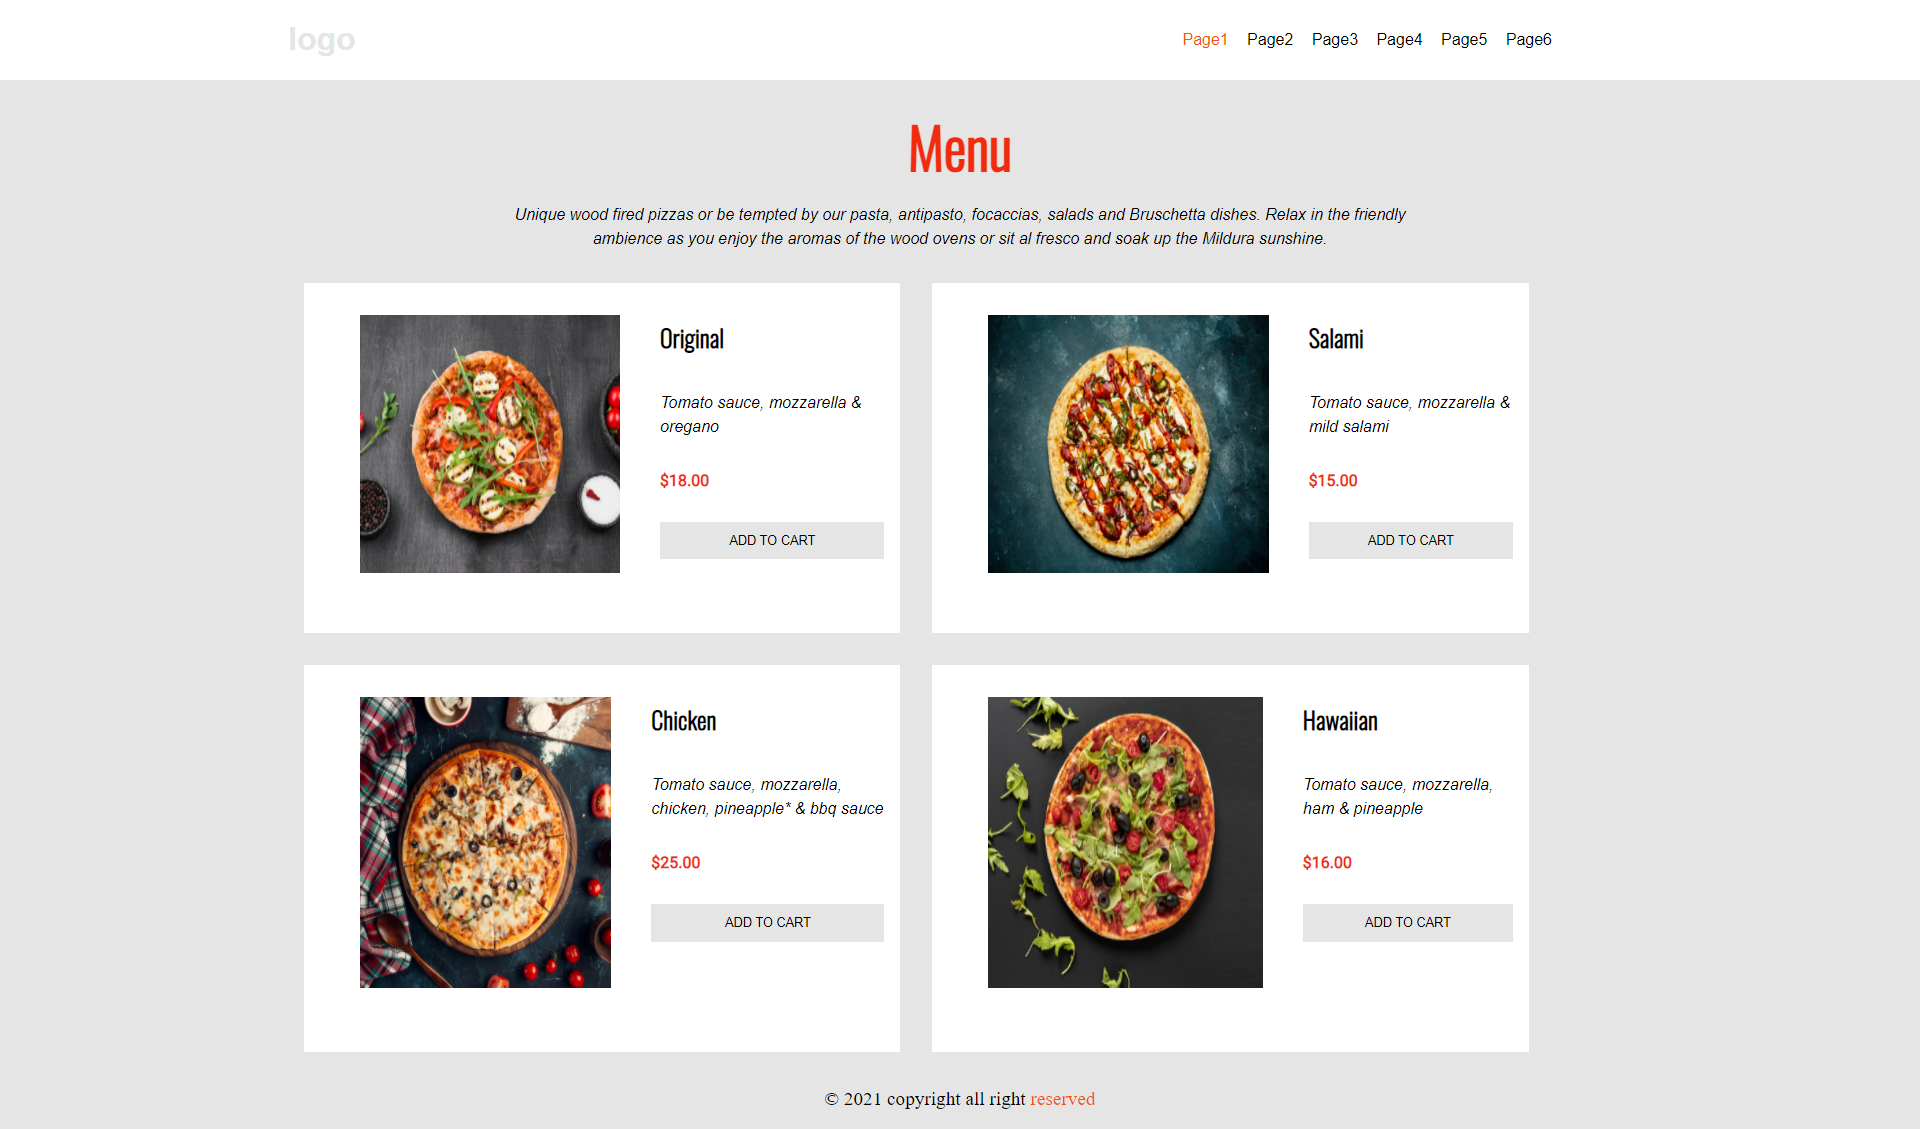 logo
Page1 Page2 Page3 Page4 Page5 Page6
Menu
Unique wood fired pizzas or be tempted by our pasta, antipasto, focaccias, salads and Bruschetta dishes. Relax in the friendly
ambience as you enjoy the aromas of the wood ovens or sit al fresco and soak up the Mildura sunshine.
Original
Tomato sauce, mozzarella &
oregano
$18.00
ADD TO CART
Salami
Tomato sauce, mozzarella &
mild salami
$15.00
ADD TO CART
Chicken
Tomato sauce, mozzarella,
chicken, pineapple* & bbq sauce
$25.00
ADD TO CART
Hawaiian
Tomato sauce, mozzarella,
ham & pineapple
$16.00
ADD TO CART
© 2021 copyright all right reserved